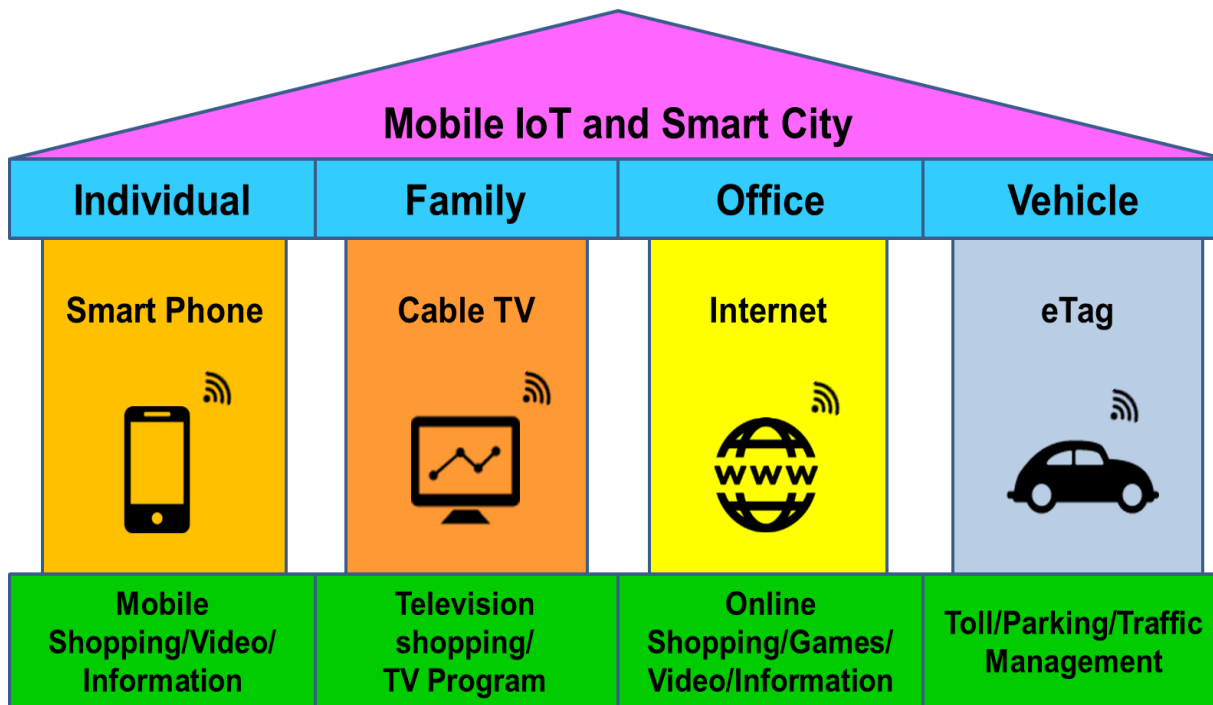 Mobile IoT and Smart City
Individual
Family
Office
Vehicle
Smart Phone
Cable TV
Internet
eTag
www
Mobile
Shopping/Video/
Information
Television
shopping/
TV Program
Online
Shopping/Games/
Video/Information
Toll/Parking/Traffic
Management